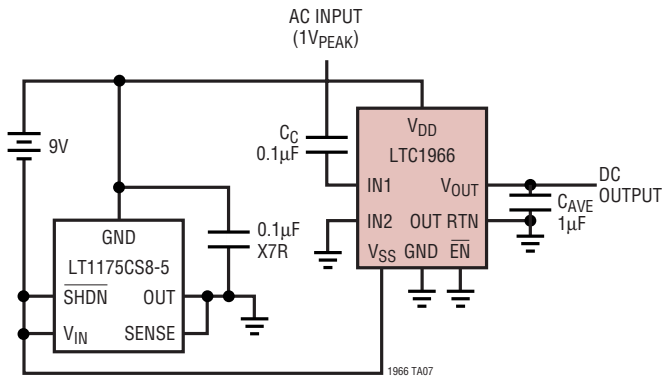 AC INPUT
(1VPEAK)
9V
CC
0.1µF
VDD
LTC1966
IN1
VOUT
DC
OUTPUT
CAVE
1µF
IN2
OUT RTN
VSS
GND
EN
GND
LT1175CS8-5
SHDN
OUT
VIN
SENSE
0.1µF
X7R
1966 TA07